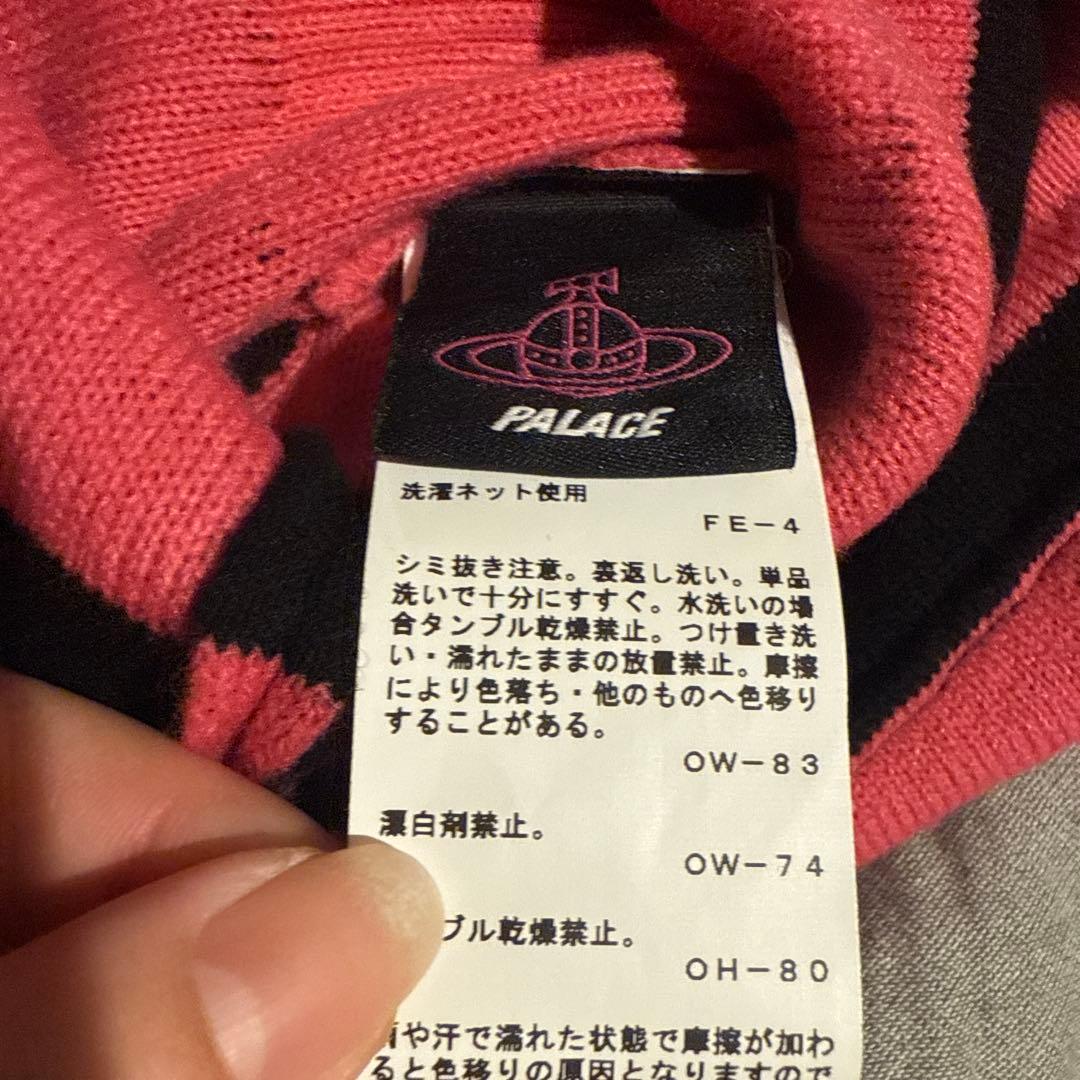 PALACE
洗濯ネット使用
FE-4
シミ抜き注意。裏返し洗い。単品
洗いで十分にすすぐ。水洗いの場
合タンブル乾燥禁止。つけ置き洗
い・濡れたままの放置禁止。摩擦
により色落ち・他のものへ色移り
することがある。
OW-83
漂白剤禁止。
OW-74
ブル乾燥禁止。
OH-80
や汗で濡れた状態で摩擦が加わ
ると色移りの原因となりますので